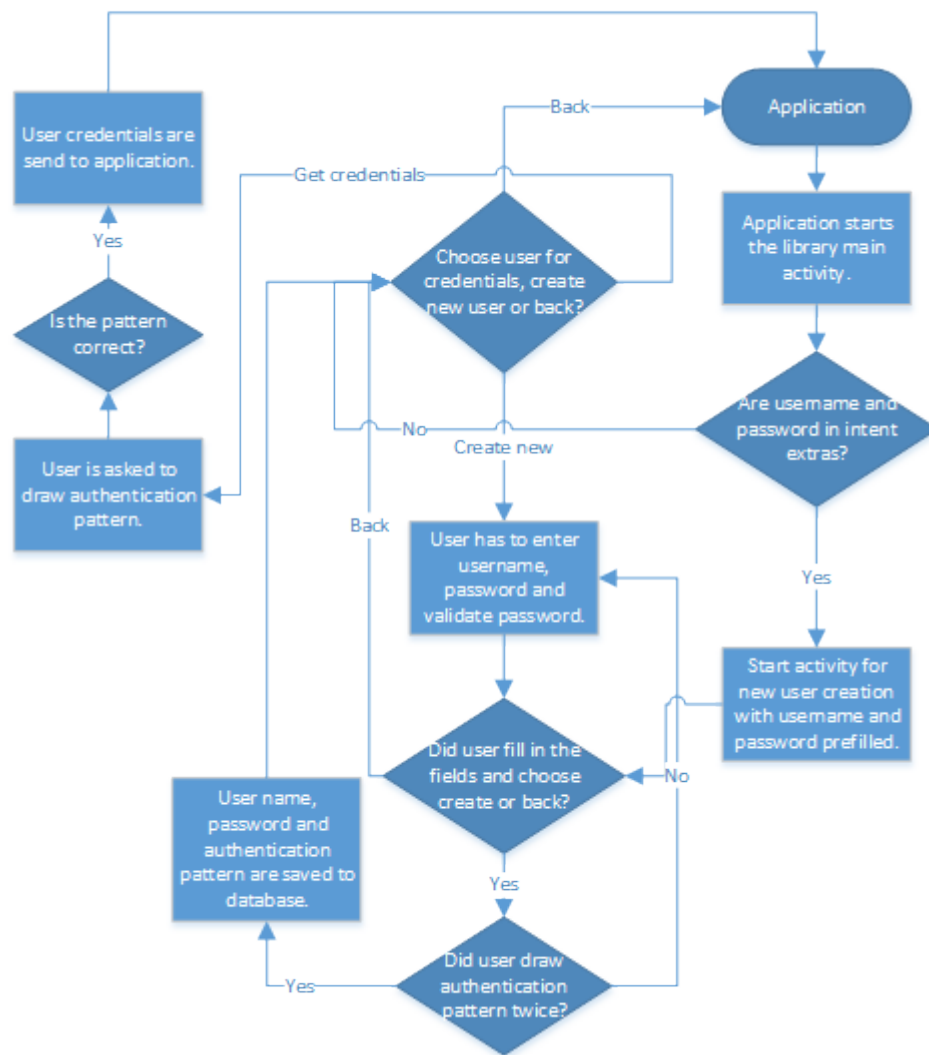 Back
Application
User credentials are
send to application.
Get credentials
Application starts
the library main
activity.
Yes
Choose user for
credentials, create
new user or back?
Is the pattern
correct?
Are username and
password in intent
extras?
No
Create new
User is asked to
draw authentication
pattern.
Back
User has to enter
username,
password and
validate password.
Yes
Start activity for
new user creation
with username and
password prefilled.
Did user fill in the
fields and choose
create or back?
No
User name,
password and
authentication
pattern are saved to
database.
Yes
Did user draw
authentication
pattern twice?
Yes